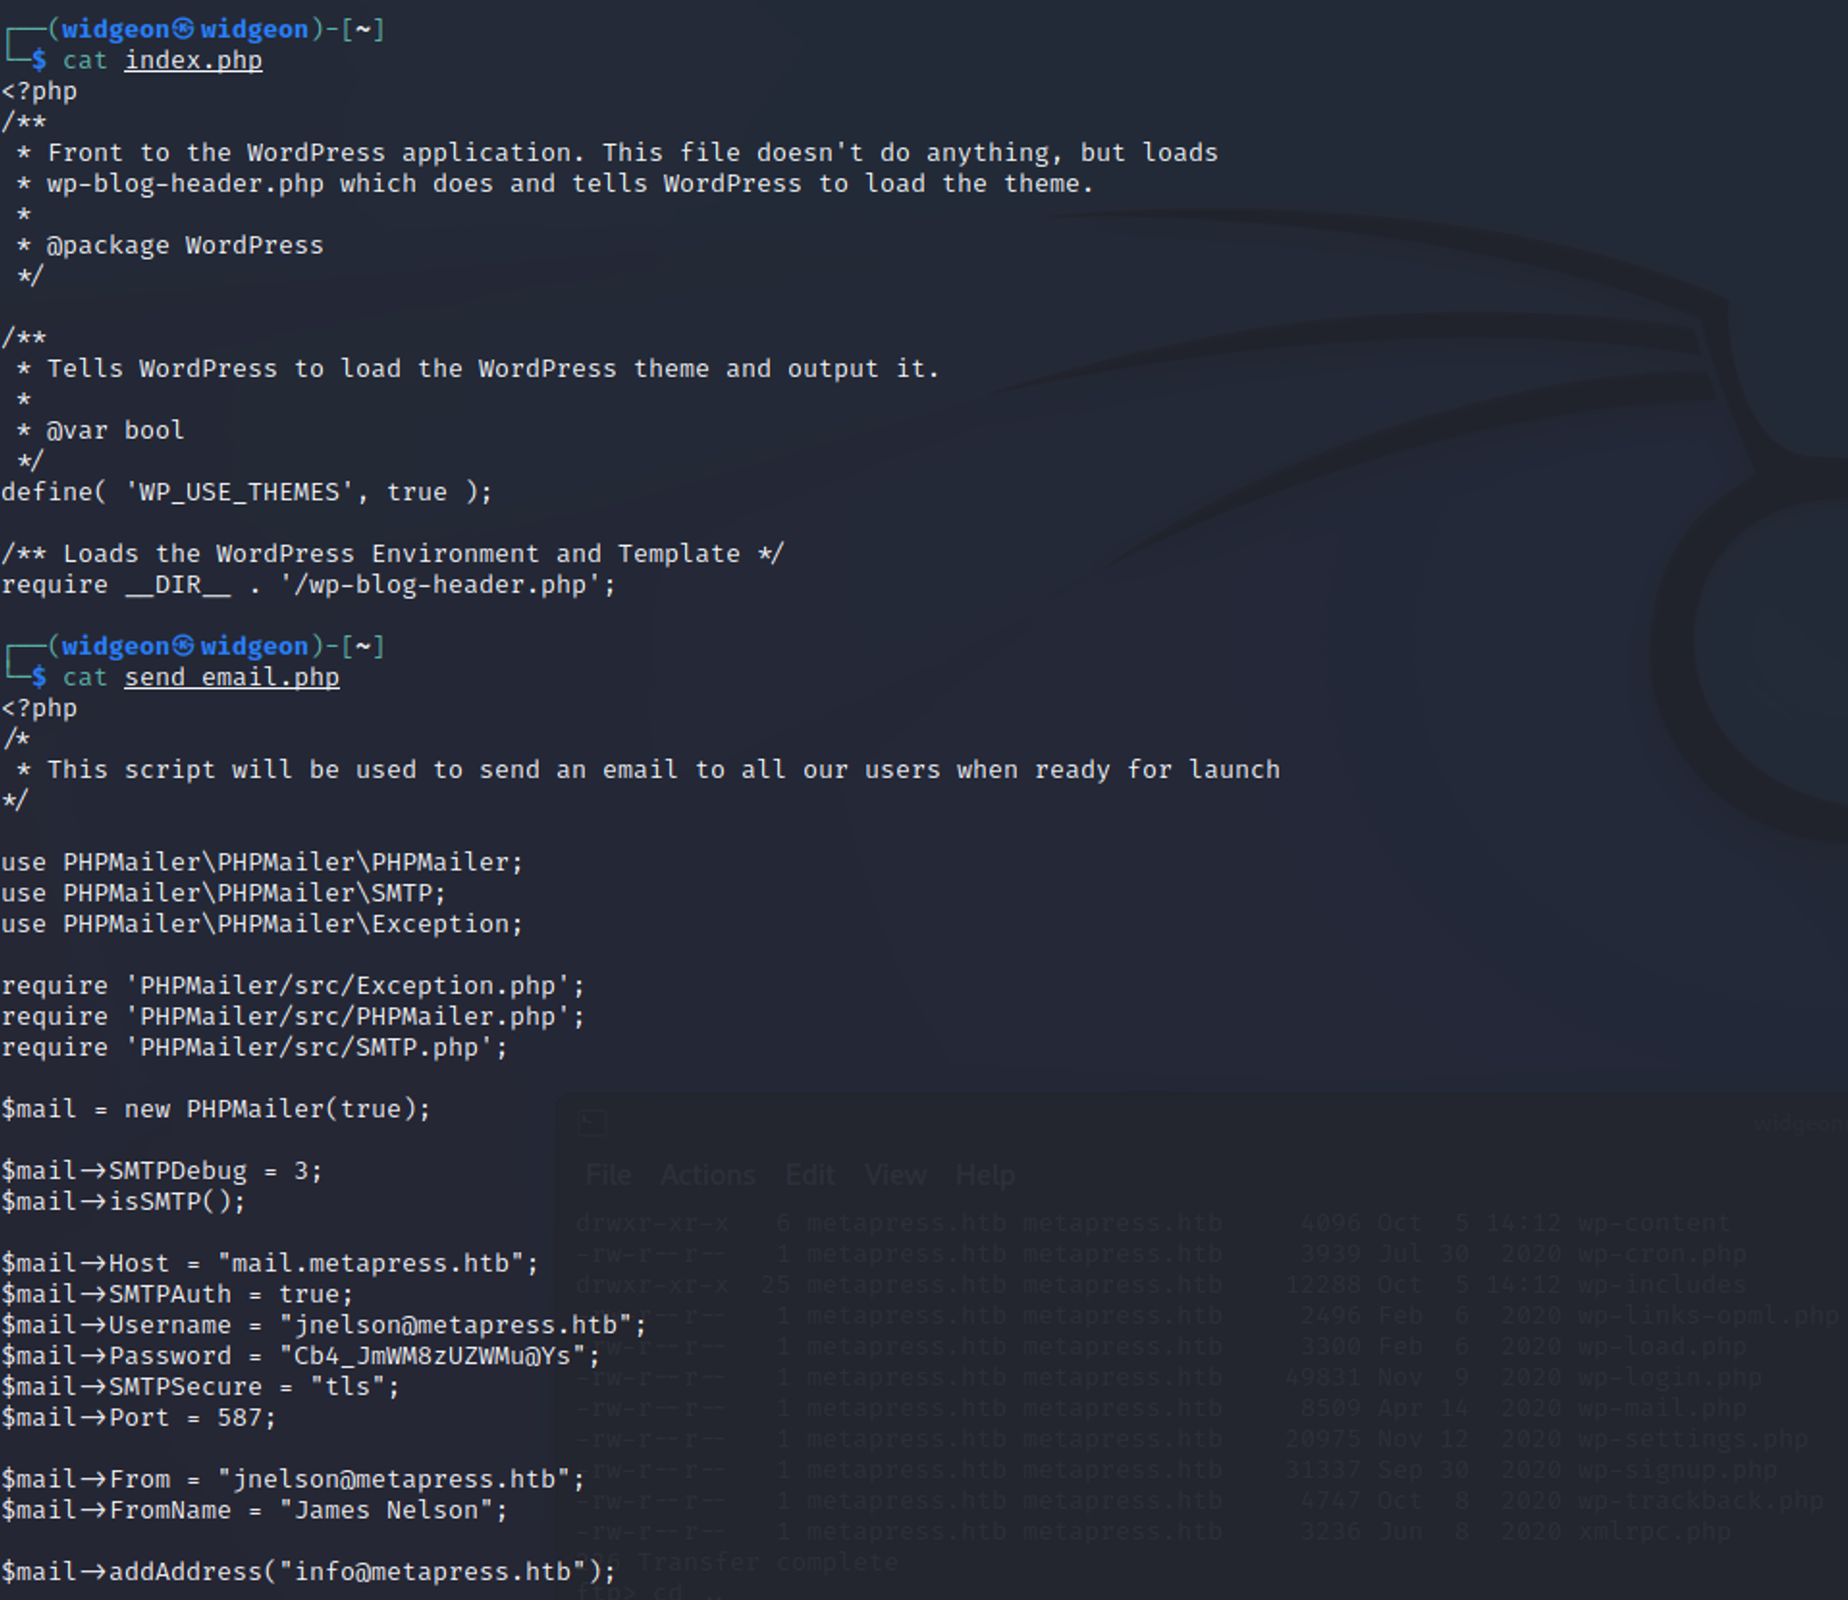 ┌──(widgeon㉿widgeon)-[~]
└─$ cat index.php
<?php
/**
 * Front to the WordPress application. This file doesn't do anything, but loads
 * wp-blog-header.php which does and tells WordPress to load the theme.
 *
 * @package WordPress
 */

/**
 * Tells WordPress to load the WordPress theme and output it.
 *
 * @var bool
 */
define( 'WP_USE_THEMES', true );

/** Loads the WordPress Environment and Template */
require __DIR__ . '/wp-blog-header.php';

┌──(widgeon㉿widgeon)-[~]
└─$ cat send_email.php
<?php
/*
 * This script will be used to send an email to all our users when ready for launch
*/

use PHPMailer\PHPMailer\PHPMailer;
use PHPMailer\PHPMailer\SMTP;
use PHPMailer\PHPMailer\Exception;

require 'PHPMailer/src/Exception.php';
require 'PHPMailer/src/PHPMailer.php';
require 'PHPMailer/src/SMTP.php';

$mail = new PHPMailer(true);

$mail->SMTPDebug = 3;
$mail->isSMTP();

$mail->Host = "mail.metapress.htb";
$mail->SMTPAuth = true;
$mail->Username = "jnelson@metapress.htb";
$mail->Password = "Cb4_JmWM8zUZWMu@Ys";
$mail->SMTPSecure = "tls";
$mail->Port = 587;

$mail->From = "jnelson@metapress.htb";
$mail->FromName = "James Nelson";

$mail->addAddress("info@metapress.htb");
widgeon
File Actions Edit View Help
drwxr-xr-x 6 metapress.htb metapress.htb 4096 Oct 5 14:12 wp-content
-rw-r--r-- 1 metapress.htb metapress.htb 3939 Jul 30 2020 wp-cron.php
drwxr-xr-x 25 metapress.htb metapress.htb 12288 Oct 5 14:12 wp-includes
-rw-r--r-- 1 metapress.htb metapress.htb 2496 Feb 6 2020 wp-links-opml.php
-rw-r--r-- 1 metapress.htb metapress.htb 3300 Feb 6 2020 wp-load.php
-rw-r--r-- 1 metapress.htb metapress.htb 49831 Nov 9 2020 wp-login.php
-rw-r--r-- 1 metapress.htb metapress.htb 8509 Apr 14 2020 wp-mail.php
-rw-r--r-- 1 metapress.htb metapress.htb 20975 Nov 12 2020 wp-settings.php
-rw-r--r-- 1 metapress.htb metapress.htb 31337 Sep 30 2020 wp-signup.php
-rw-r--r-- 1 metapress.htb metapress.htb 4747 Oct 8 2020 wp-trackback.php
-rw-r--r-- 1 metapress.htb metapress.htb 3236 Jun 8 2020 xmlrpc.php
Transfer complete
ftp> cd